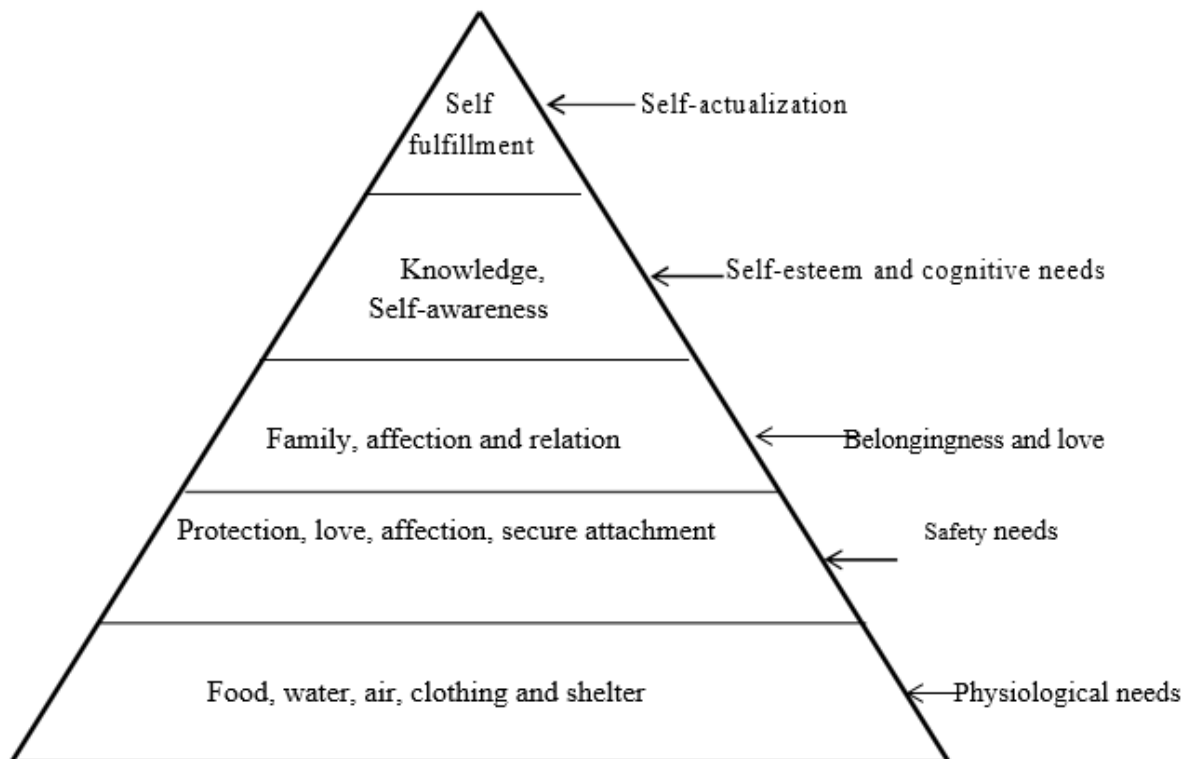 Self
fulfillment
Self-actualization
Knowledge,
Self-awareness
Self-esteem and cognitive needs
Family, affection and relation
Belongingness and love
Protection, love, affection, secure attachment
Safety needs
Food, water, air, clothing and shelter
Physiological needs